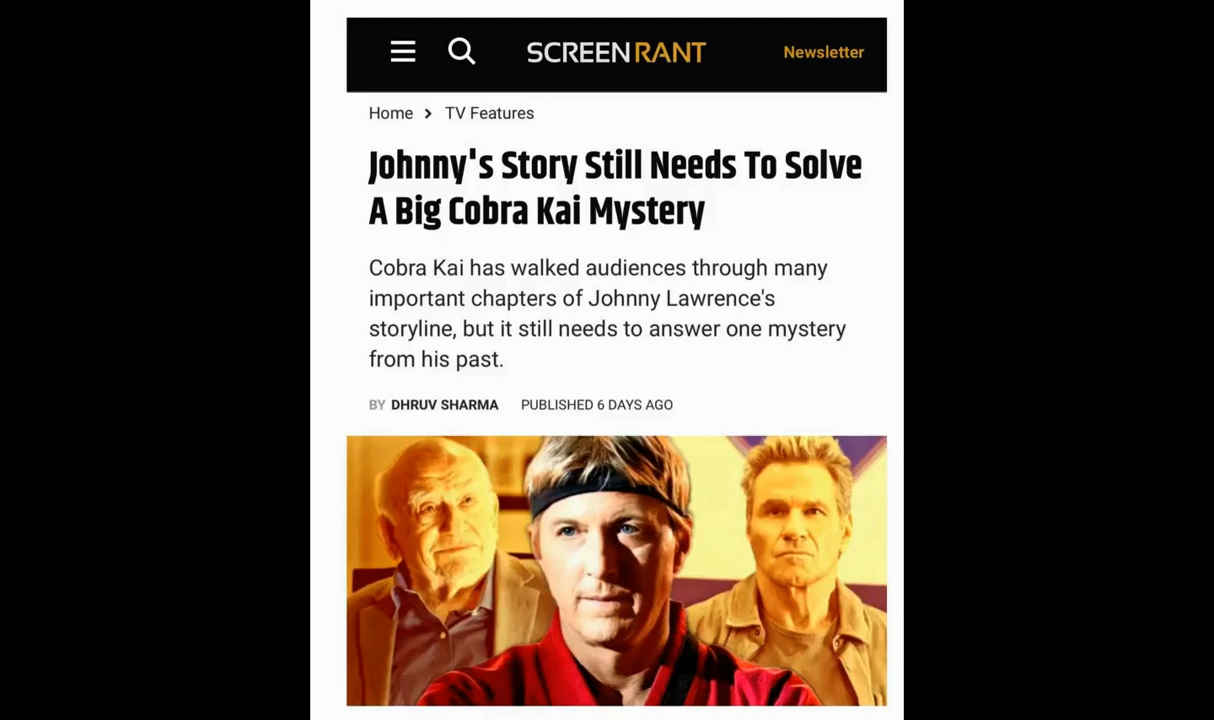 SCREENRANT
Newsletter
Home > TV Features
Johnny's Story Still Needs To Solve
A Big Cobra Kai Mystery
Cobra Kai has walked audiences through many
important chapters of Johnny Lawrence's
storyline, but it still needs to answer one mystery
from his past.
BY DHRUV SHARMA PUBLISHED 6 DAYS AGO